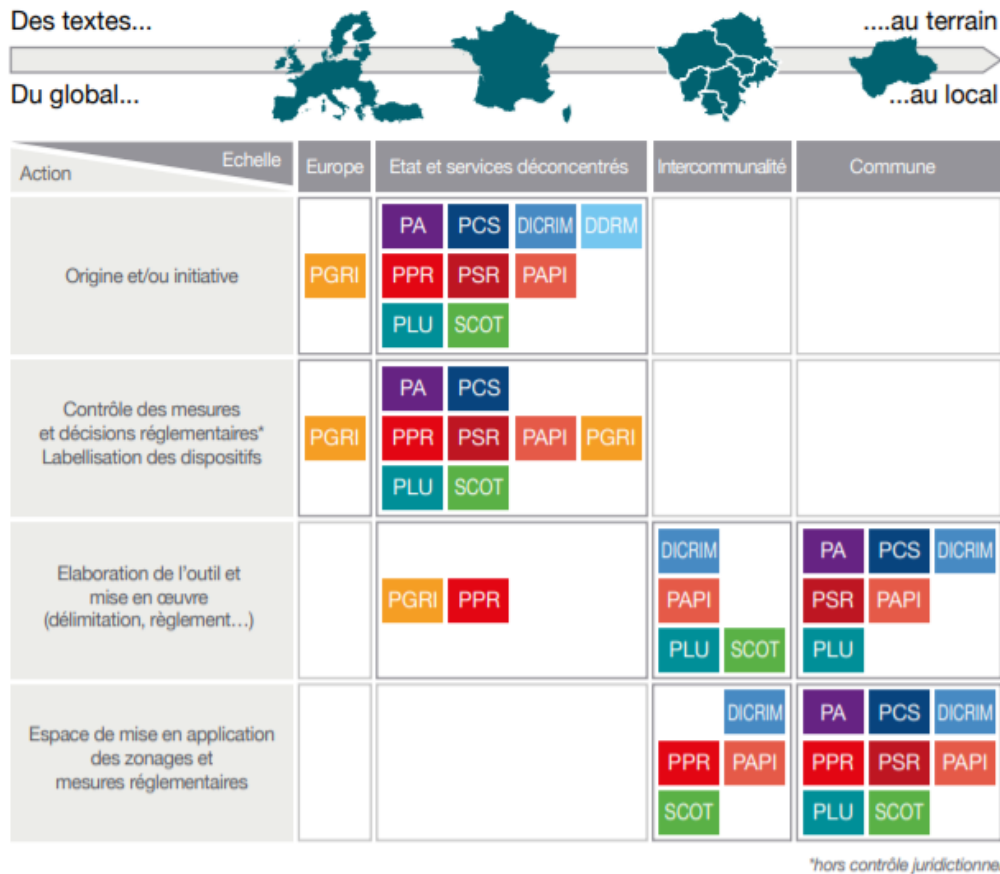 Des textes...
....au terrain
Du global...
...au local
Echelle
Action
Europe
Etat et services déconcentrés
Intercommunalité
Commune
Origine et/ou initiative
PGRI
PA PCS DICRIM DDRM
PPR PSR PAPI
PLU SCOT
Contrôle des mesures
et décisions réglementaires*
Labellisation des dispositifs
PGRI
PA PCS
PPR PSR PAPI PGRI
PLU SCOT
Elaboration de l'outil et
mise en œuvre
(délimitation, règlement…)
PGRI PPR
DICRIM
PAPI
PLU SCOT
PA PCS DICRIM
PSR PAPI
PLU
Espace de mise en application
des zonages et
mesures réglementaires
DICRIM
PPR PAPI
SCOT
PA PCS DICRIM
PPR PSR PAPI
PLU SCOT
*hors contrôle juridictionne